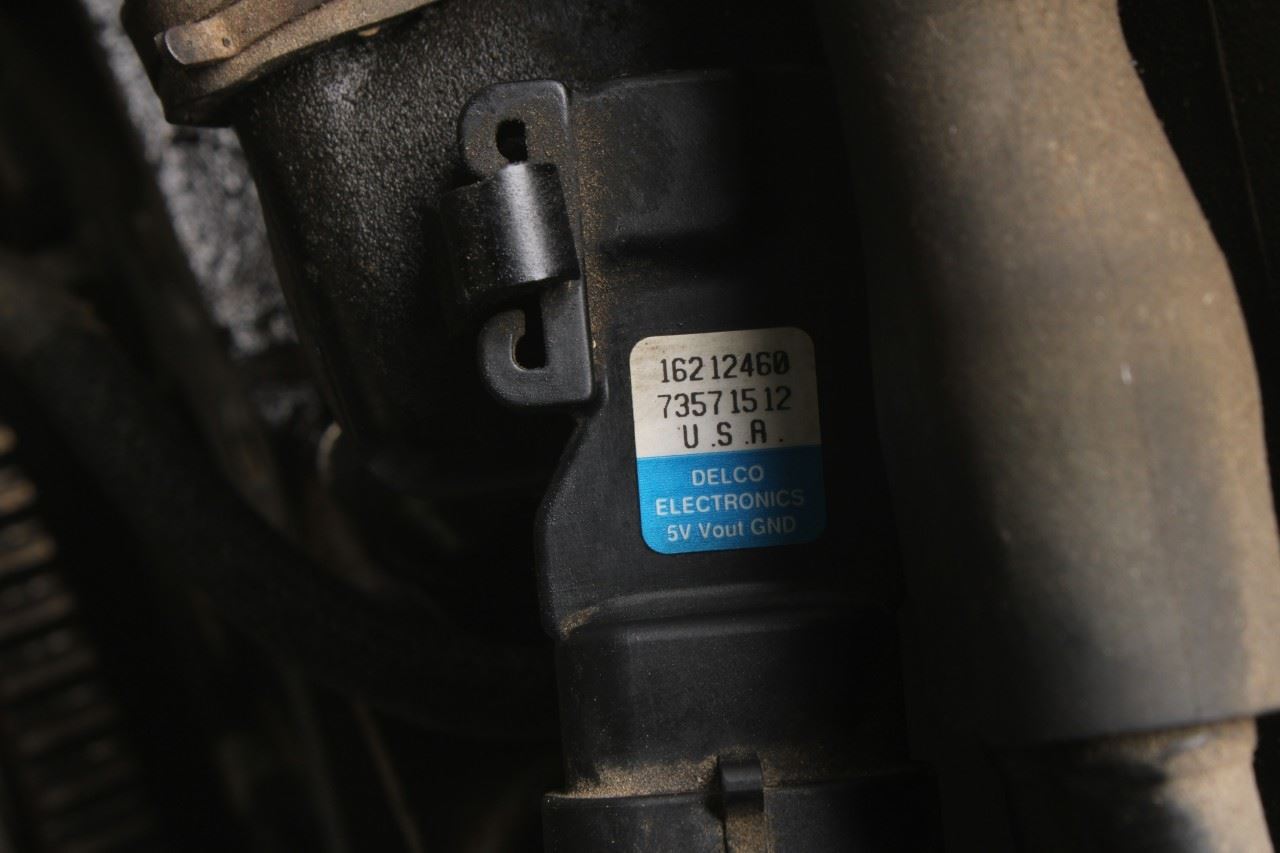 16212460
73571512
U.S.A.
DELCO
ELECTRONICS
5V Vout GND